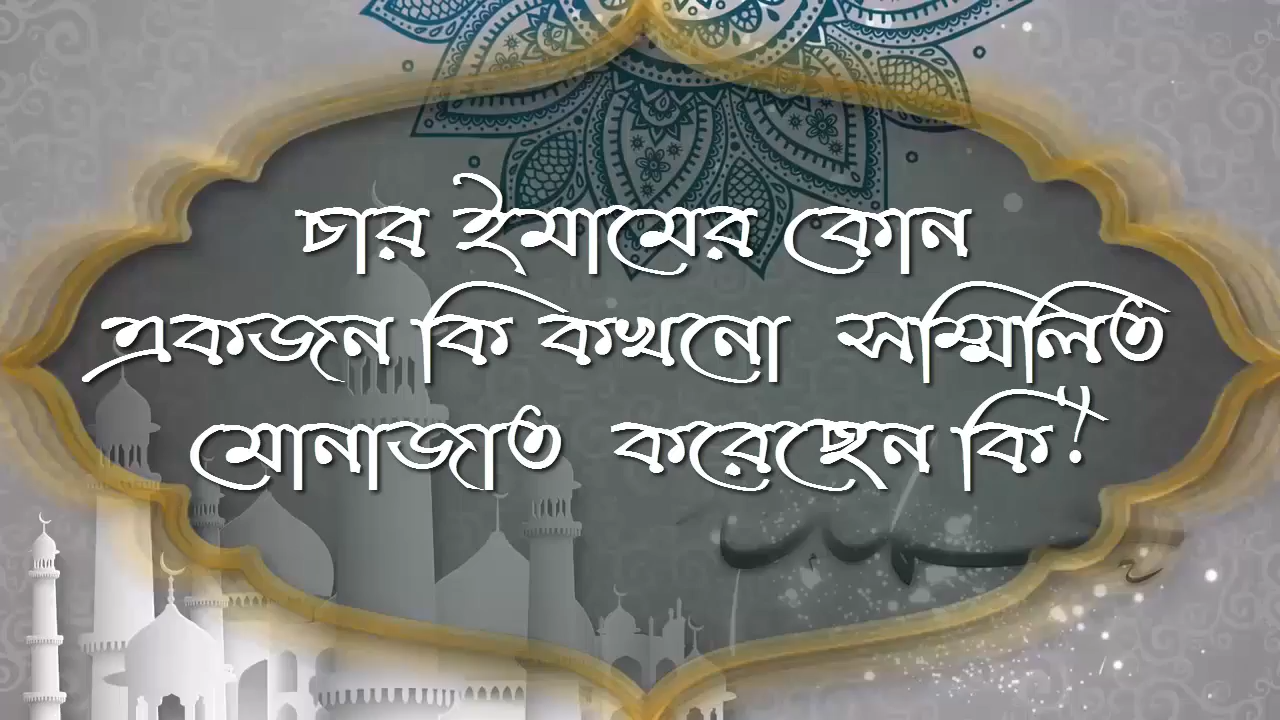 চার ইমামের কোন
একজন কি কখনো সম্মিলিত
মোনাজাত করেছেন কি?